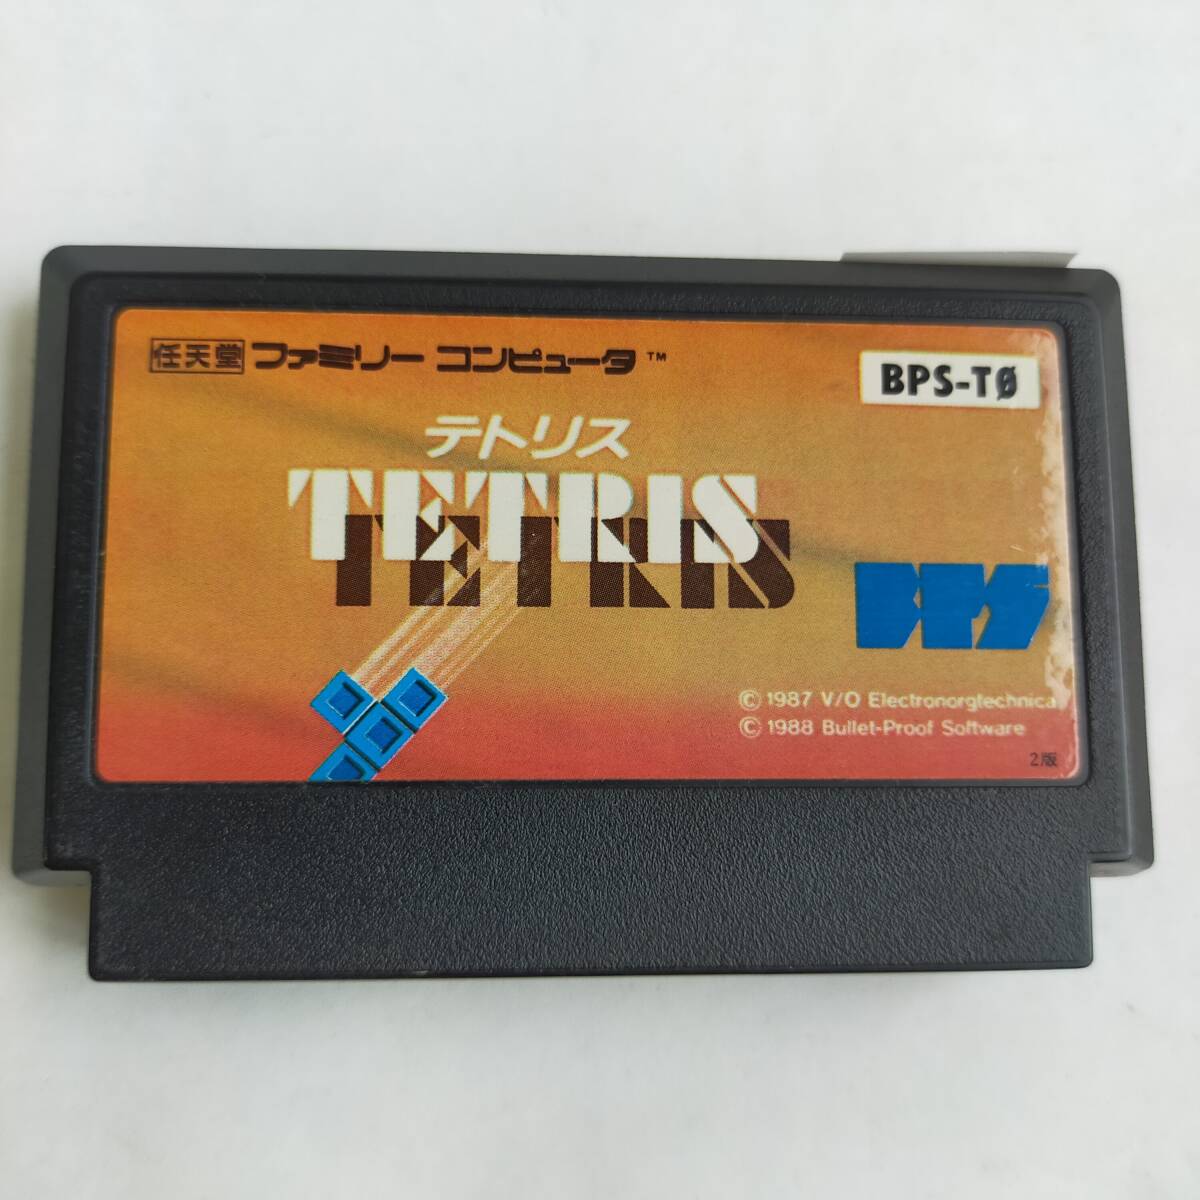 任天堂 ファミリー コンピュータ™
BPS-TØ
テトリス
TETRIS
TETRIS
BPS
© 1987 V/O Electronorgtechnica
© 1988 Bullet-Proof Software
2版